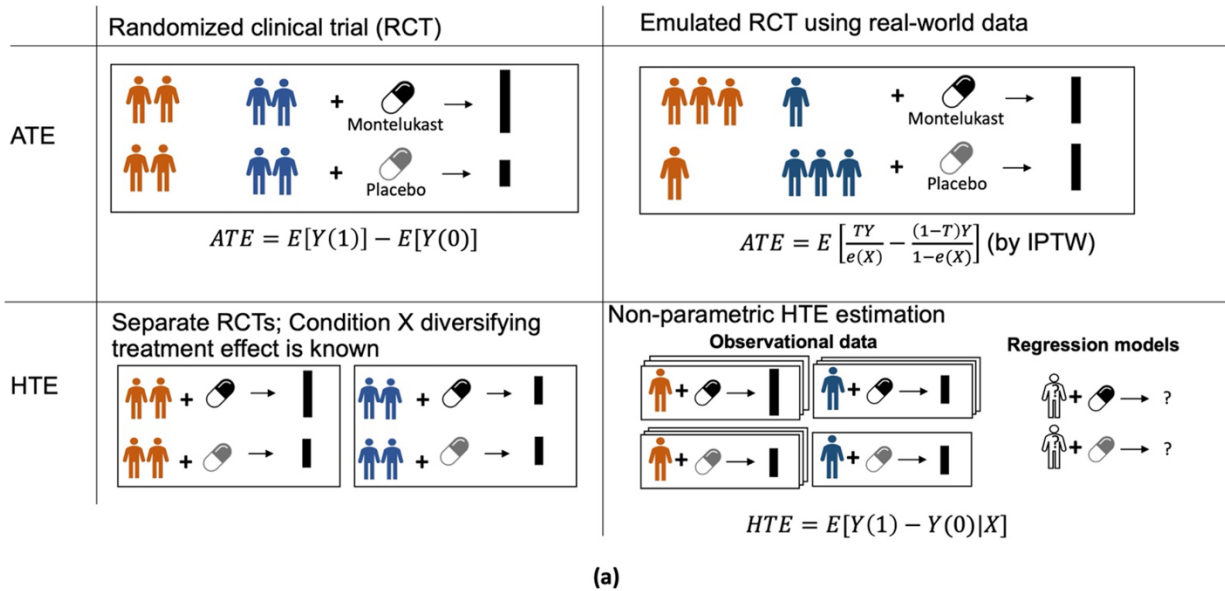 Randomized clinical trial (RCT)
Emulated RCT using real-world data
ATE
+
Montelukast
+
Placebo
ATE = E[Y(1)] − E[Y(0)]
+
Montelukast
+
Placebo
ATE = E[TY/e(X) − (1−T)Y/1−e(X)] (by IPTW)
HTE
Separate RCTs; Condition X diversifying
treatment effect is known
+
+
+
+
Non-parametric HTE estimation
Observational data
+
+
+
+
Regression models
? + ?
? + ?
HTE = E[Y(1) − Y(0)|X]
(a)